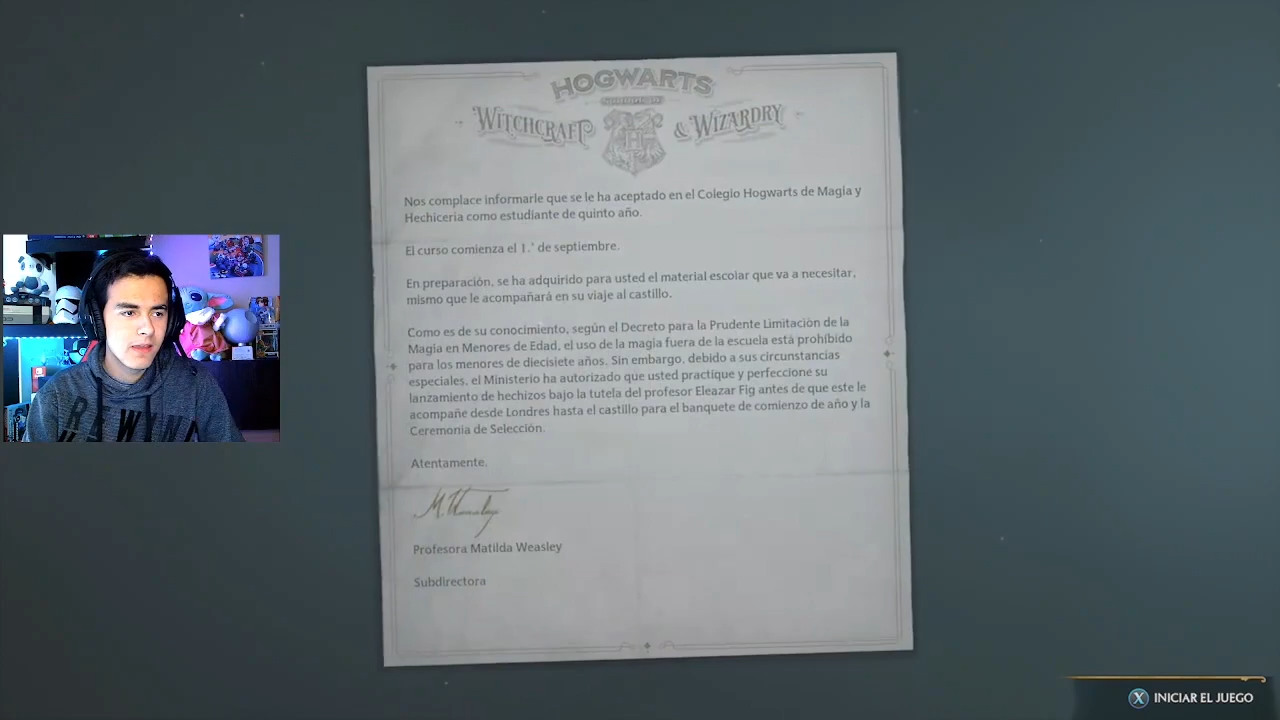 HOGWARTS
WITCHCRAFT & WIZARDRY
Nos complace informarle que se le ha aceptado en el Colegio Hogwarts de Magia y
Hechicería como estudiante de quinto año.
El curso comienza el 1.° de septiembre.
En preparación, se ha adquirido para usted el material escolar que va a necesitar,
mismo que le acompañará en su viaje al castillo.
Como es de su conocimiento, según el Decreto para la Prudente Limitación de la
Magia en Menores de Edad, el uso de la magia fuera de la escuela está prohibido
para los menores de diecisiete años. Sin embargo, debido a sus circunstancias
especiales, el Ministerio ha autorizado que usted practique y perfeccione su
lanzamiento de hechizos bajo la tutela del profesor Eleazar Fig antes de que este le
acompañe desde Londres hasta el castillo para el banquete de comienzo de año y la
Ceremonia de Selección.
Atentamente,
M. Weasley
Profesora Matilda Weasley
Subdirectora
X INICIAR EL JUEGO